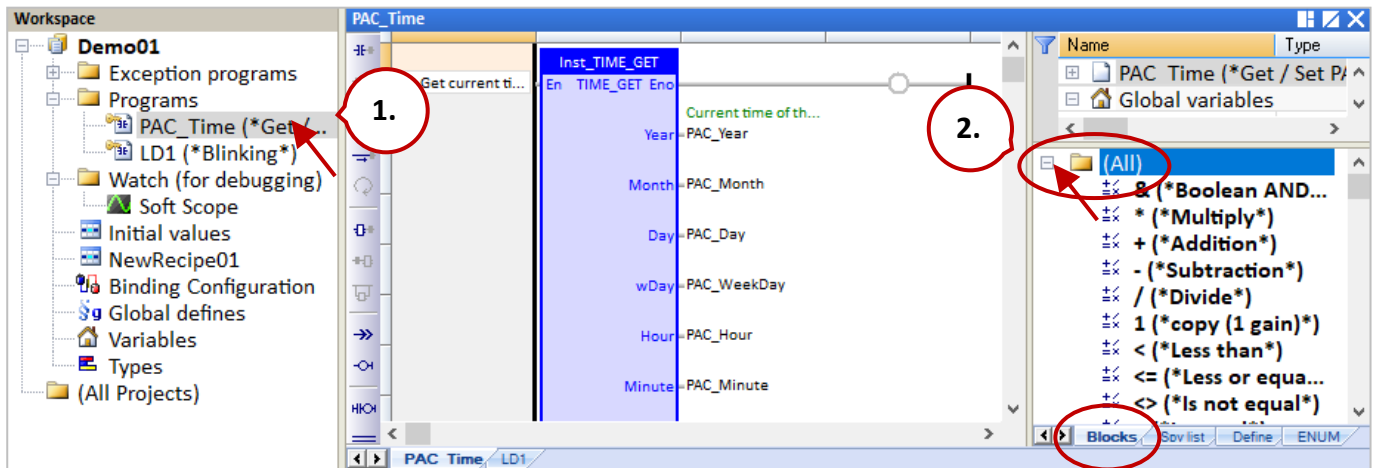 Workspace
Demo01
Exception programs
Programs
PAC_Time (*Get /...
LD1 (*Blinking*)
Watch (for debugging)
Soft Scope
Initial values
NewRecipe01
Binding Configuration
Global defines
Variables
Types
(All Projects)
1.
PAC_Time
Get current ti...
Inst_TIME_GET
En TIME_GET Eno
Current time of th...
Year PAC_Year
Month PAC_Month
Day PAC_Day
wDay PAC_WeekDay
Hour PAC_Hour
Minute PAC_Minute
PAC_Time LD1
2.
Name Type
PAC_Time (*Get / Set PA
Global variables
(All)
& (*Boolean AND...
* (*Multiply*)
+ (*Addition*)
- (*Subtraction*)
/ (*Divide*)
1 (*copy (1 gain)*)
< (*Less than*)
<= (*Less or equa...
<> (*Is not equal*)
Blocks Spy list Define ENUM